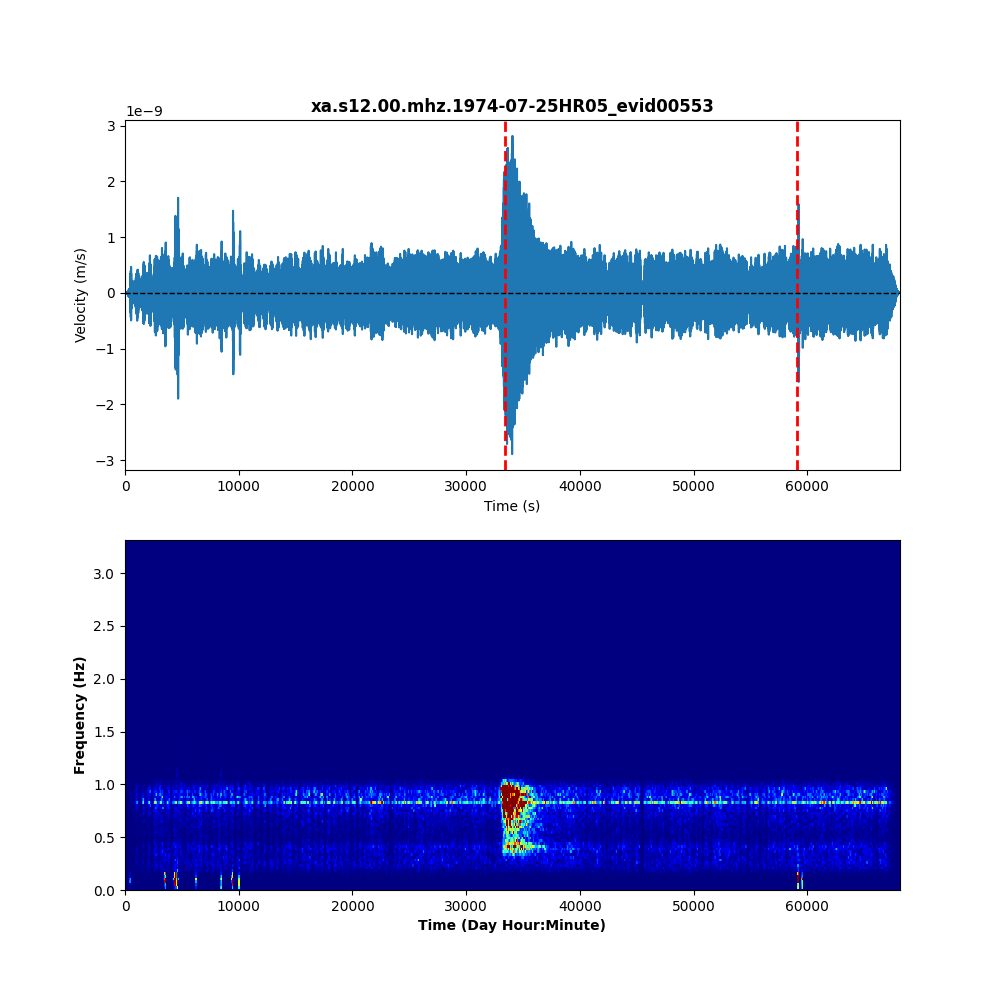 xa.s12.00.mhz.1974-07-25HR05_evid00553
1e−9
3
2
1
0
−1
−2
−3
Velocity (m/s)
0 10000 20000 30000 40000 50000 60000
Time (s)
3.0
2.5
2.0
1.5
1.0
0.5
0.0
Frequency (Hz)
0 10000 20000 30000 40000 50000 60000
Time (Day Hour:Minute)